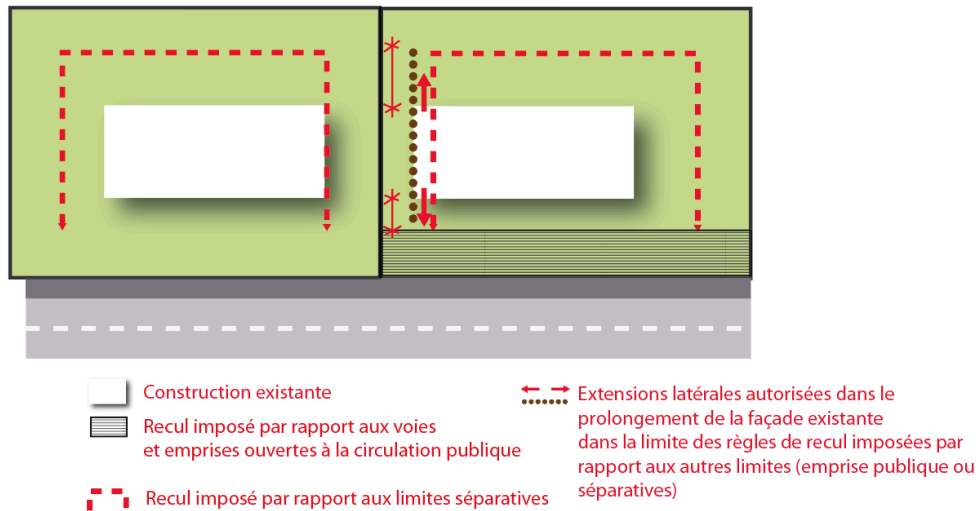 Construction existante
Recul imposé par rapport aux voies
et emprises ouvertes à la circulation publique
Recul imposé par rapport aux limites séparatives
Extensions latérales autorisées dans le
prolongement de la façade existante
dans la limite des règles de recul imposées par
rapport aux autres limites (emprise publique ou
séparatives)